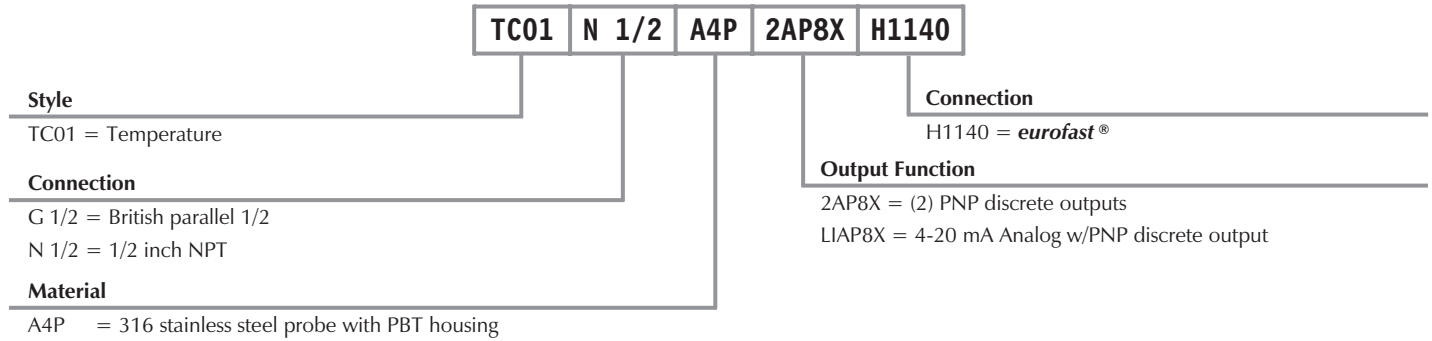 TC01 N 1/2 A4P 2AP8X H1140
Style
TC01 = Temperature
Connection
G 1/2 = British parallel 1/2
N 1/2 = 1/2 inch NPT
Material
A4P = 316 stainless steel probe with PBT housing
Connection
H1140 = eurofast ®
Output Function
2AP8X = (2) PNP discrete outputs
LIAP8X = 4-20 mA Analog w/PNP discrete output